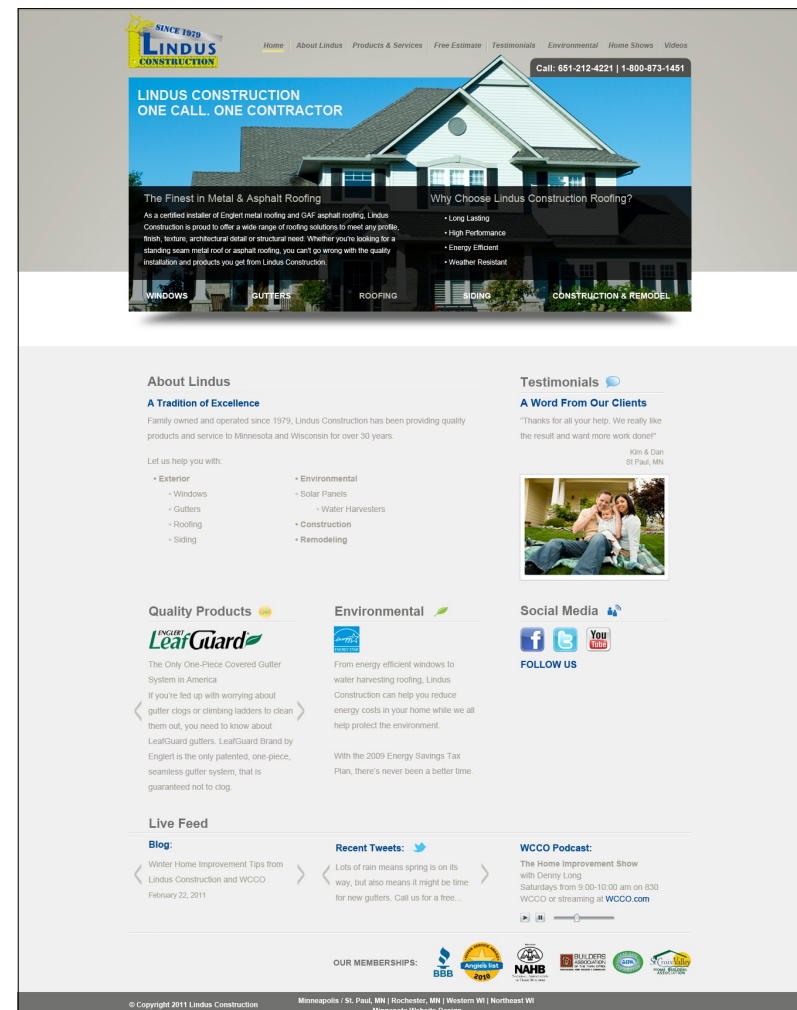 SINCE 1979
LINDUS
CONSTRUCTION
Home About Lindus Products & Services Free Estimate Testimonials Environmental Home Shows Videos
Call: 651-212-4221 | 1-800-873-1451
LINDUS CONSTRUCTION
ONE CALL. ONE CONTRACTOR
The Finest in Metal & Asphalt Roofing
As a certified installer of Englert metal roofing and GAF asphalt roofing, Lindus
Construction is proud to offer a wide range of roofing solutions to meet any profile,
finish, texture, architectural detail or structural need. Whether you're looking for a
standing seam metal roof or asphalt roofing, you can't go wrong with the quality
installation and products you get from Lindus Construction.
Why Choose Lindus Construction Roofing?
• Long Lasting
• High Performance
• Energy Efficient
• Weather Resistant
WINDOWS GUTTERS ROOFING SIDING CONSTRUCTION & REMODEL
About Lindus
A Tradition of Excellence
Family owned and operated since 1979, Lindus Construction has been providing quality
products and service to Minnesota and Wisconsin for over 30 years.
Let us help you with:
• Exterior
◦ Windows
◦ Gutters
◦ Roofing
◦ Siding
• Environmental
◦ Solar Panels
◦ Water Harvesters
• Construction
• Remodeling
Testimonials
A Word From Our Clients
"Thanks for all your help. We really like
the result and want more work done!"
Kim & Dan
St Paul, MN
Quality Products
ENGLERT
LeafGuard
The Only One-Piece Covered Gutter
System in America
If you're fed up with worrying about
gutter clogs or climbing ladders to clean
them out, you need to know about
LeafGuard gutters. LeafGuard Brand by
Englert is the only patented, one-piece,
seamless gutter system, that is
guaranteed not to clog.
Environmental
energy
ENERGY STAR
From energy efficient windows to
water harvesting roofing, Lindus
Construction can help you reduce
energy costs in your home while we all
help protect the environment.
With the 2009 Energy Savings Tax
Plan, there's never been a better time.
Social Media
f
t
You
Tube
FOLLOW US
Live Feed
Blog:
Winter Home Improvement Tips from
Lindus Construction and WCCO
February 22, 2011
Recent Tweets:
Lots of rain means spring is on its
way, but also means it might be time
for new gutters. Call us for a free...
WCCO Podcast:
The Home Improvement Show
with Denny Long
Saturdays from 9:00-10:00 am on 830
WCCO or streaming at WCCO.com
OUR MEMBERSHIPS:
BBB
Angie's list
2010
NAHB
BUILDERS
ASSOCIATION
St Croix Valley
HOME BUILDERS
ASSOCIATION
© Copyright 2011 Lindus Construction
Minneapolis / St. Paul, MN | Rochester, MN | Western WI | Northeast WI
Minnesota Website Design